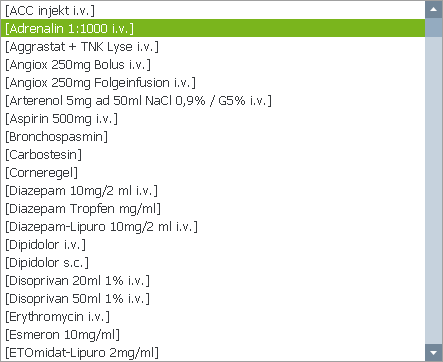 [ACC injekt i.v.]
[Adrenalin 1:1000 i.v.]
[Aggrastat + TNK Lyse i.v.]
[Angiox 250mg Bolus i.v.]
[Angiox 250mg Folgeinfusion i.v.]
[Arterenol 5mg ad 50ml NaCl 0,9% / G5% i.v.]
[Aspirin 500mg i.v.]
[Bronchospasmin]
[Carbostesin]
[Corneregel]
[Diazepam 10mg/2 ml i.v.]
[Diazepam Tropfen mg/ml]
[Diazepam-Lipuro 10mg/2 ml i.v.]
[Dipidolor i.v.]
[Dipidolor s.c.]
[Disoprivan 20ml 1% i.v.]
[Disoprivan 50ml 1% i.v.]
[Erythromycin i.v.]
[Esmeron 10mg/ml]
[ETOmidat-Lipuro 2mg/ml]